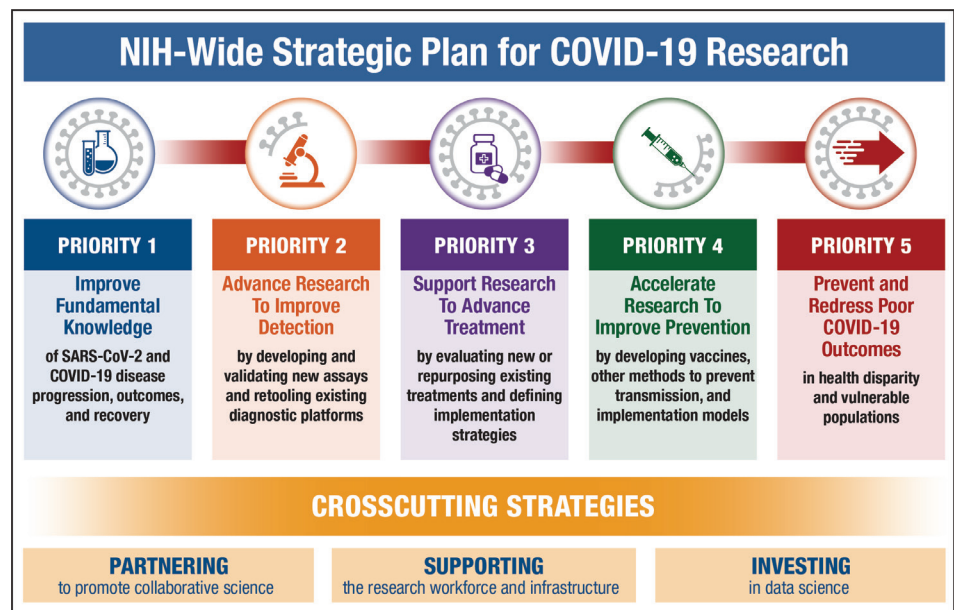 NIH-Wide Strategic Plan for COVID-19 Research
PRIORITY 1
Improve
Fundamental
Knowledge
of SARS-CoV-2 and
COVID-19 disease
progression, outcomes,
and recovery
PRIORITY 2
Advance Research
To Improve
Detection
by developing and
validating new assays
and retooling existing
diagnostic platforms
PRIORITY 3
Support Research
To Advance
Treatment
by evaluating new or
repurposing existing
treatments and defining
implementation
strategies
PRIORITY 4
Accelerate
Research To
Improve Prevention
by developing vaccines,
other methods to prevent
transmission, and
implementation models
PRIORITY 5
Prevent and
Redress Poor
COVID-19
Outcomes
in health disparity
and vulnerable
populations
CROSSCUTTING STRATEGIES
PARTNERING
to promote collaborative science
SUPPORTING
the research workforce and infrastructure
INVESTING
in data science